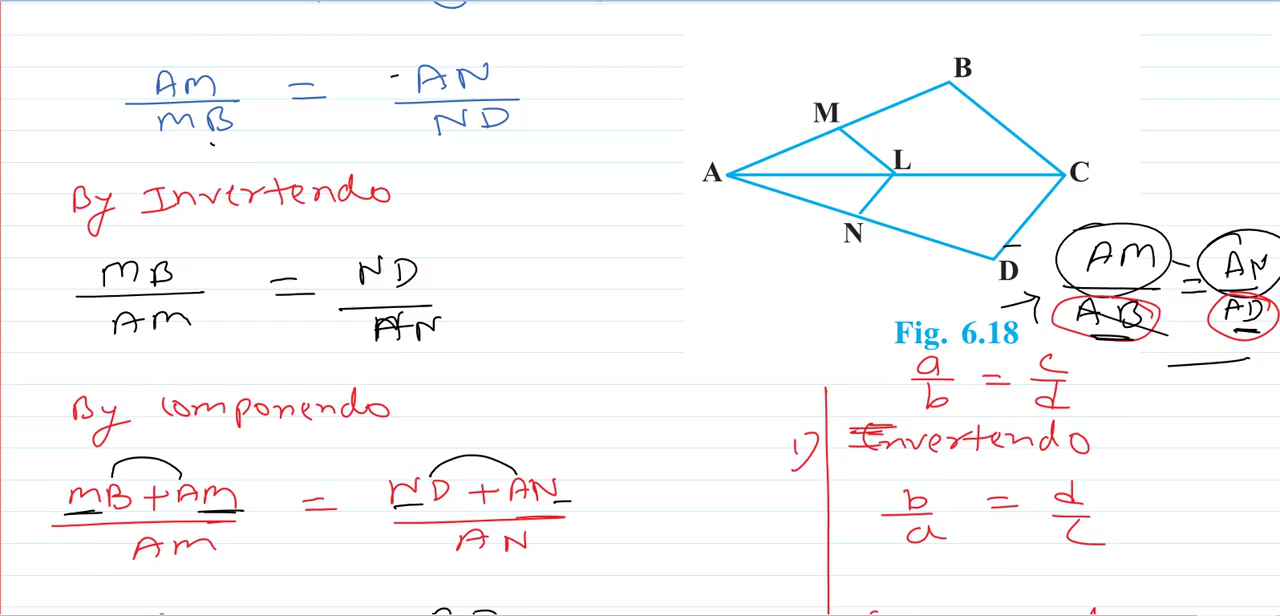 AM / MB = AN / ND
By Invertendo
MB / AM = ND / AN
By componendo
MB + AM / AM = ND + AN / AN
B
M
A
L
C
N
D
AM / AB = AN / AD
Fig. 6.18
a / b = c / d
1) Invertendo
b / a = d / c